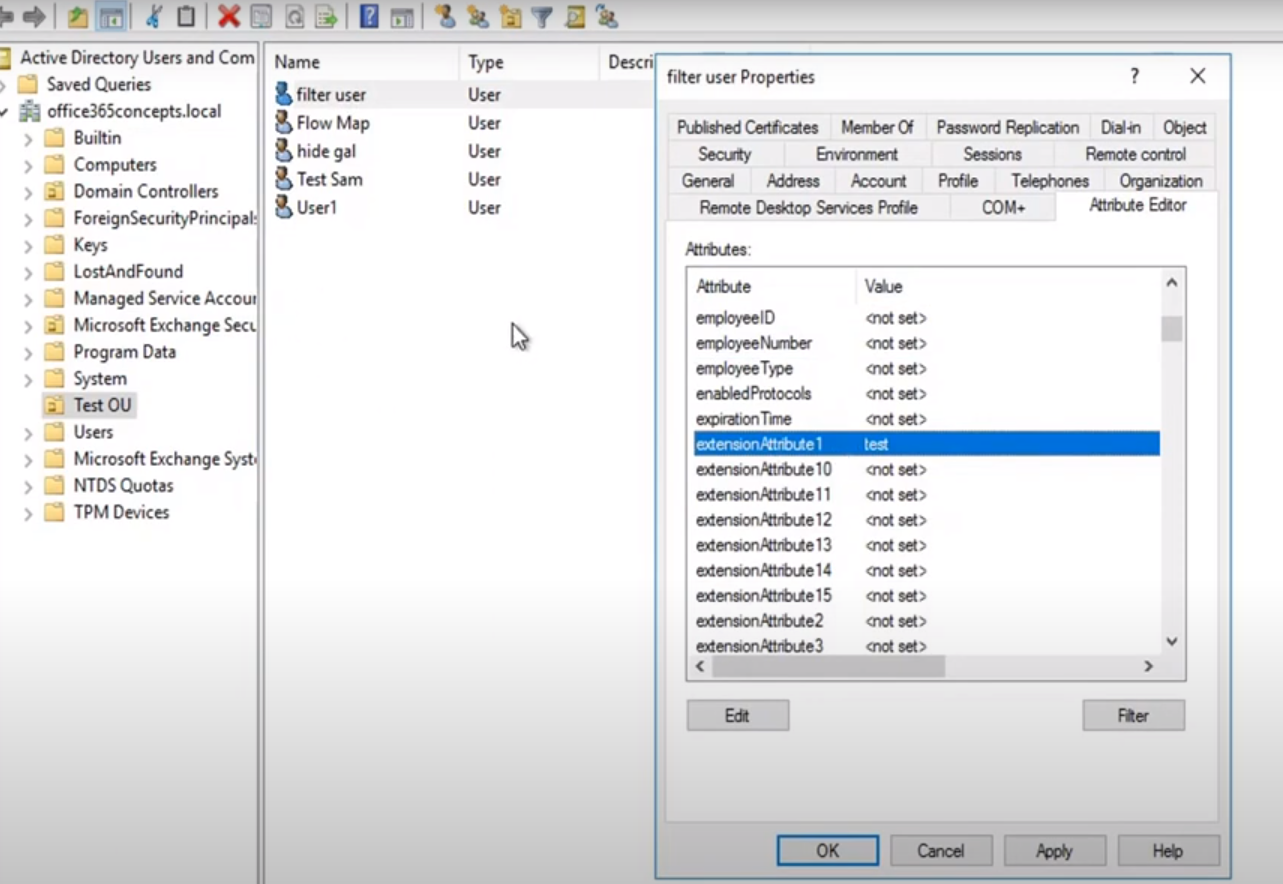 Active Directory Users and Com
Saved Queries
office365concepts.local
Builtin
Computers
Domain Controllers
ForeignSecurityPrincipals
Keys
LostAndFound
Managed Service Accour
Microsoft Exchange Secu
Program Data
System
Test OU
Users
Microsoft Exchange Syst
NTDS Quotas
TPM Devices
Name Type Descri
filter user User
Flow Map User
hide gal User
Test Sam User
User1 User
filter user Properties ?
Published Certificates Member Of Password Replication Dial-in Object
Security Environment Sessions Remote control
General Address Account Profile Telephones Organization
Remote Desktop Services Profile COM+ Attribute Editor
Attributes:
Attribute Value
employeeID <not set>
employeeNumber <not set>
employeeType <not set>
enabledProtocols <not set>
expirationTime <not set>
extensionAttribute1 test
extensionAttribute10 <not set>
extensionAttribute11 <not set>
extensionAttribute12 <not set>
extensionAttribute13 <not set>
extensionAttribute14 <not set>
extensionAttribute15 <not set>
extensionAttribute2 <not set>
extensionAttribute3 <not set>
Edit Filter
OK Cancel Apply Help